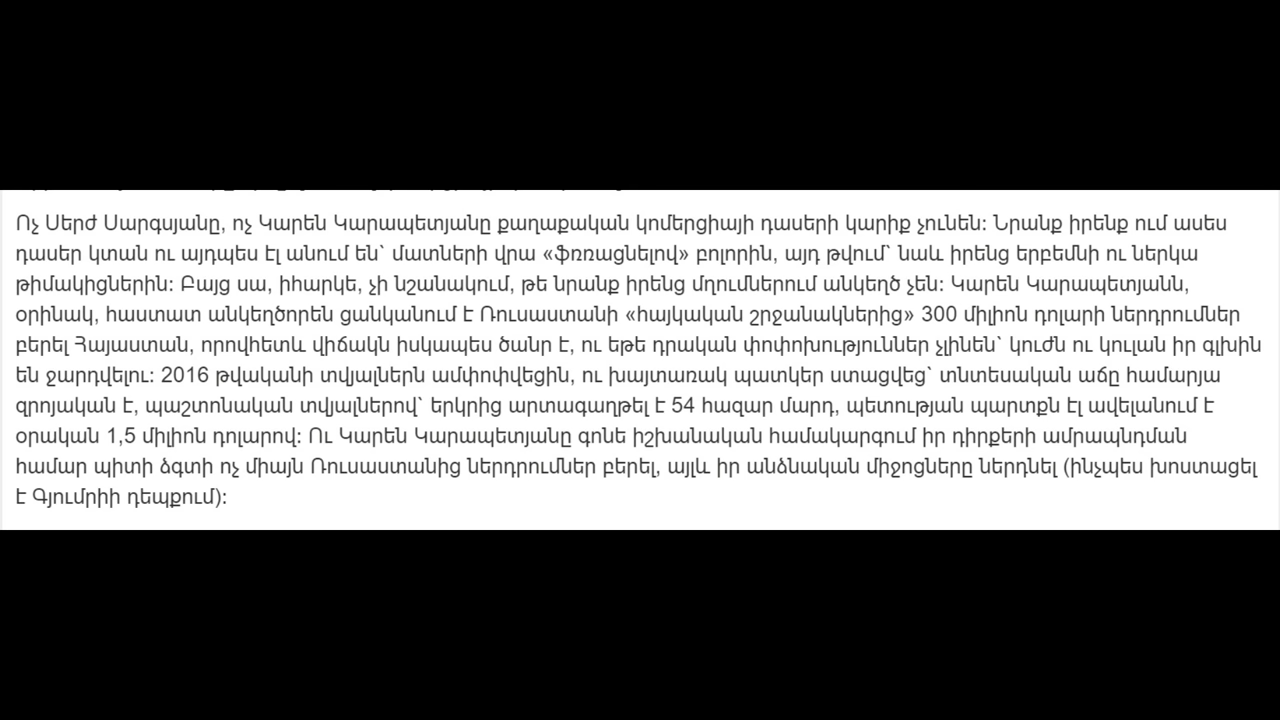 Ոչ Սերժ Սարգսյանը, ոչ Կարեն Կարապետյանը քաղաքական կոմերցիայի դասերի կարիք չունեն։ Նրանք իրենք ում ասես
դասեր կտան ու այդպես էլ անում են՝ մատների վրա «ֆռռացնելով» բոլորին, այդ թվում՝ նաև իրենց երբեմնի ու ներկա
թիմակիցներին։ Բայց սա, իհարկե, չի նշանակում, թե նրանք իրենց մղումներում անկեղծ չեն։ Կարեն Կարապետյանն,
օրինակ, հաստատ անկեղծորեն ցանկանում է Ռուսաստանի «հայկական շրջանակներից» 300 միլիոն դոլարի ներդրումներ
բերել Հայաստան, որովհետև վիճակն իսկապես ծանր է, ու եթե դրական փոփոխություններ չլինեն՝ կուժն ու կուլան իր գլխին
են ջարդվելու։ 2016 թվականի տվյալներն ամփոփվեցին, ու խայտառակ պատկեր ստացվեց՝ տնտեսական աճը համարյա
զրոյական է, պաշտոնական տվյալներով՝ երկրից արտագաղթել է 54 հազար մարդ, պետության պարտքն էլ ավելանում է
օրական 1,5 միլիոն դոլարով։ Ու Կարեն Կարապետյանը գոնե իշխանական համակարգում իր դիրքերի ամրապնդման
համար պիտի ձգտի ոչ միայն Ռուսաստանից ներդրումներ բերել, այլև իր անձնական միջոցները ներդնել (ինչպես խոստացել
է Գյումրիի դեպքում)։